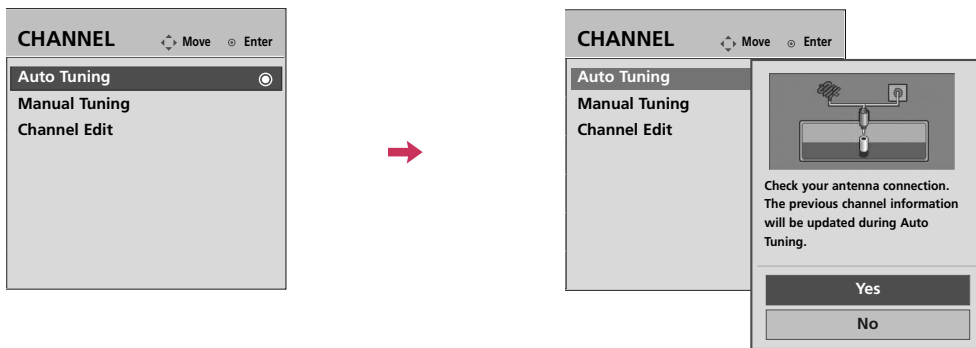 CHANNEL Move Enter
Auto Tuning
Manual Tuning
Channel Edit
CHANNEL Move Enter
Auto Tuning
Manual Tuning
Channel Edit
Check your antenna connection.
The previous channel information
will be updated during Auto
Tuning.
Yes
No